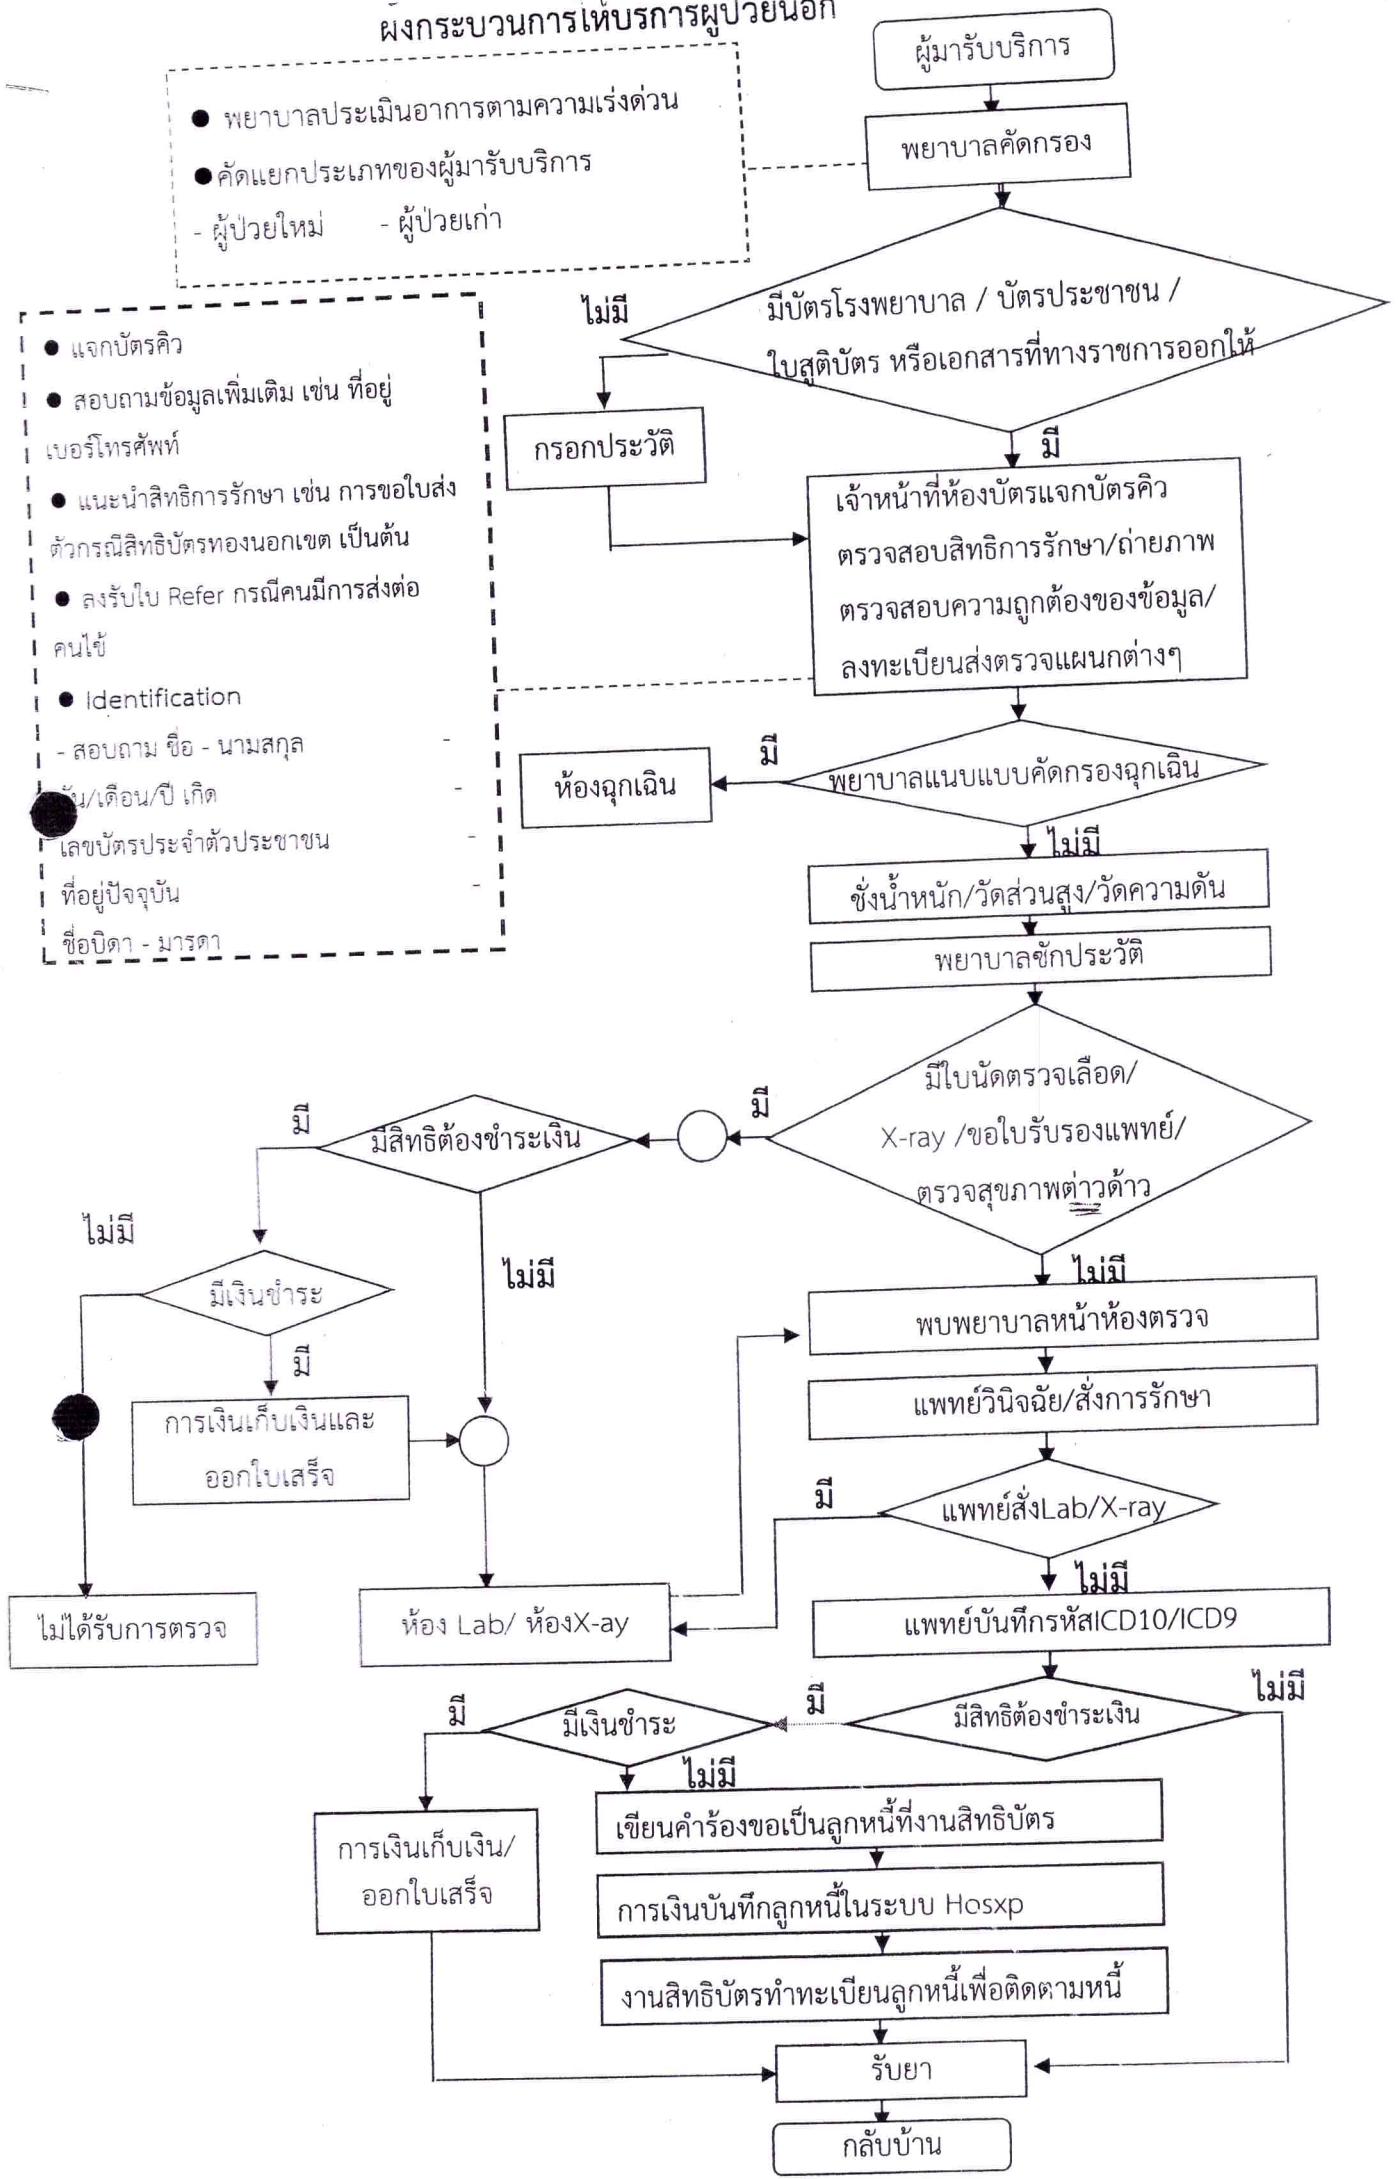 ผังกระบวนการให้บริการผู้ป่วยนอก
ผู้มารับบริการ
● พยาบาลประเมินอาการตามความเร่งด่วน
●คัดแยกประเภทของผู้มารับบริการ
- ผู้ป่วยใหม่ - ผู้ป่วยเก่า
พยาบาลคัดกรอง
ไม่มี
มีบัตรโรงพยาบาล / บัตรประชาชน /
ใบสูติบัตร หรือเอกสารที่ทางราชการออกให้
มี
กรอกประวัติ
● แจกบัตรคิว
● สอบถามข้อมูลเพิ่มเติม เช่น ที่อยู่
เบอร์โทรศัพท์
● แนะนำสิทธิการรักษา เช่น การขอใบส่ง
ตัวกรณีสิทธิบัตรทองนอกเขต เป็นต้น
● ลงรับใบ Refer กรณีคนมีการส่งต่อ
คนไข้
● Identification
- สอบถาม ชื่อ - นามสกุล -
วัน/เดือน/ปี เกิด -
เลขบัตรประจำตัวประชาชน -
ที่อยู่ปัจจุบัน -
ชื่อบิดา - มารดา
เจ้าหน้าที่ห้องบัตรแจกบัตรคิว
ตรวจสอบสิทธิการรักษา/ถ่ายภาพ
ตรวจสอบความถูกต้องของข้อมูล/
ลงทะเบียนส่งตรวจแผนกต่างๆ
ห้องฉุกเฉิน
มี
พยาบาลแนบแบบคัดกรองฉุกเฉิน
ไม่มี
ชั่งน้ำหนัก/วัดส่วนสูง/วัดความดัน
พยาบาลซักประวัติ
มีใบนัดตรวจเลือด/
X-ray /ขอใบรับรองแพทย์/
ตรวจสุขภาพต่าวด้าว
มี
มีสิทธิต้องชำระเงิน
มี
ไม่มี
ไม่มี
มีเงินชำระ
ไม่มี
มี
การเงินเก็บเงินและ
ออกใบเสร็จ
พบพยาบาลหน้าห้องตรวจ
แพทย์วินิจฉัย/สั่งการรักษา
มี
แพทย์สั่งLab/X-ray
ไม่มี
ไม่ได้รับการตรวจ
ห้อง Lab/ ห้องX-ay
แพทย์บันทึกรหัสICD10/ICD9
มี
มีเงินชำระ
มี
มีสิทธิต้องชำระเงิน
ไม่มี
ไม่มี
การเงินเก็บเงิน/
ออกใบเสร็จ
เขียนคำร้องขอเป็นลูกหนี้ที่งานสิทธิบัตร
การเงินบันทึกลูกหนี้ในระบบ Hosxp
งานสิทธิบัตรทำทะเบียนลูกหนี้เพื่อติดตามหนี้
รับยา
กลับบ้าน